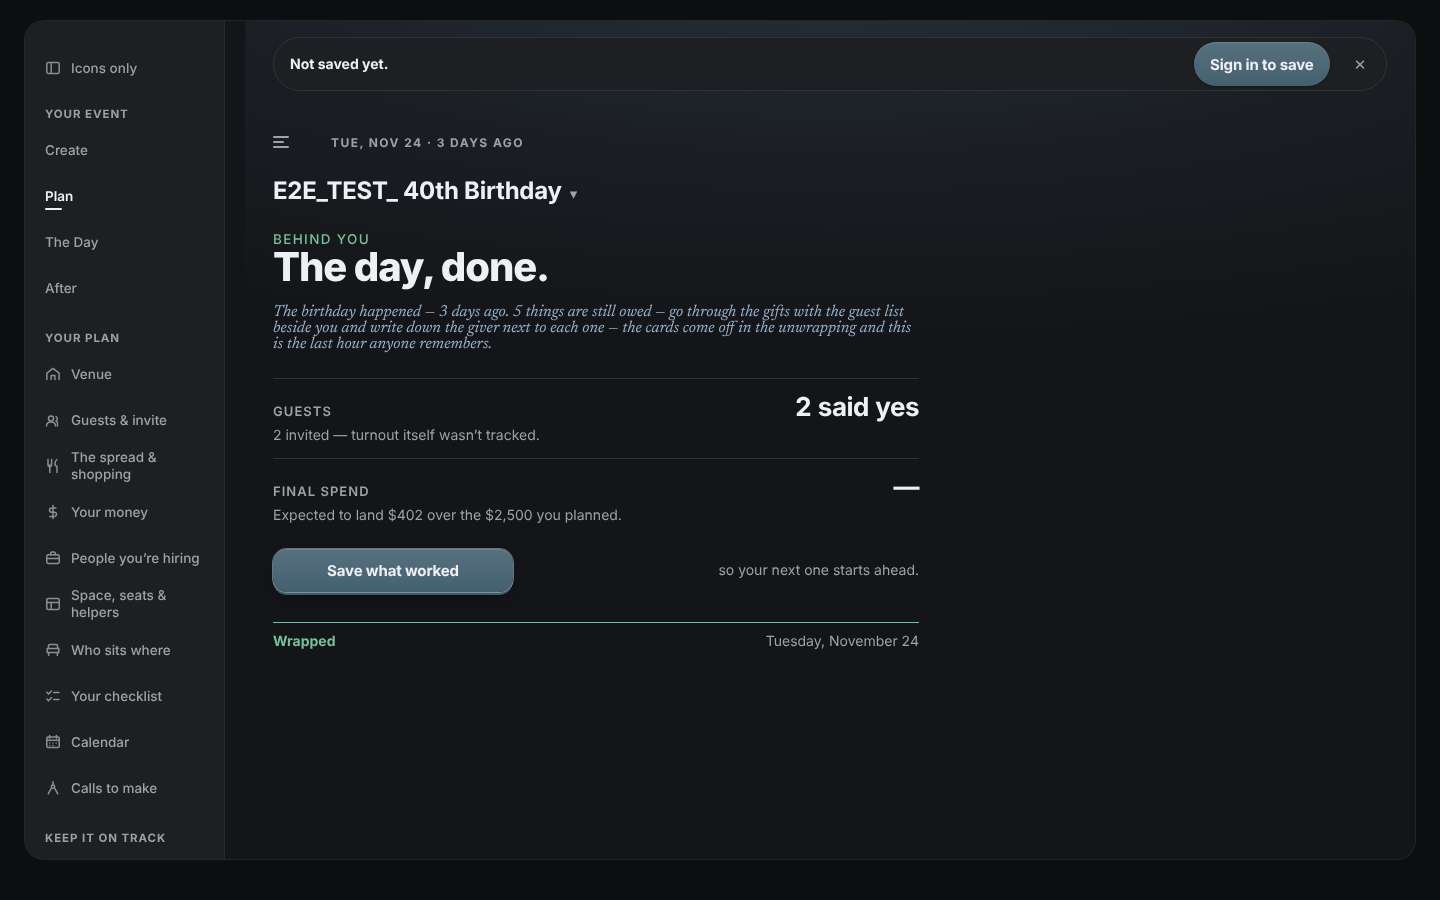 Icons only
YOUR EVENT
Create
Plan
The Day
After
YOUR PLAN
Venue
Guests & invite
The spread &
shopping
Your money
People you’re hiring
Space, seats &
helpers
Who sits where
Your checklist
Calendar
Calls to make
KEEP IT ON TRACK
Not saved yet.
Sign in to save
TUE, NOV 24 · 3 DAYS AGO
E2E_TEST_ 40th Birthday
BEHIND YOU
The day, done.
The birthday happened – 3 days ago. 5 things are still owed – go through the gifts with the guest list
beside you and write down the giver next to each one – the cards come off in the unwrapping and this
is the last hour anyone remembers.
GUESTS
2 said yes
2 invited — turnout itself wasn’t tracked.
FINAL SPEND
—
Expected to land $402 over the $2,500 you planned.
Save what worked
so your next one starts ahead.
Wrapped
Tuesday, November 24